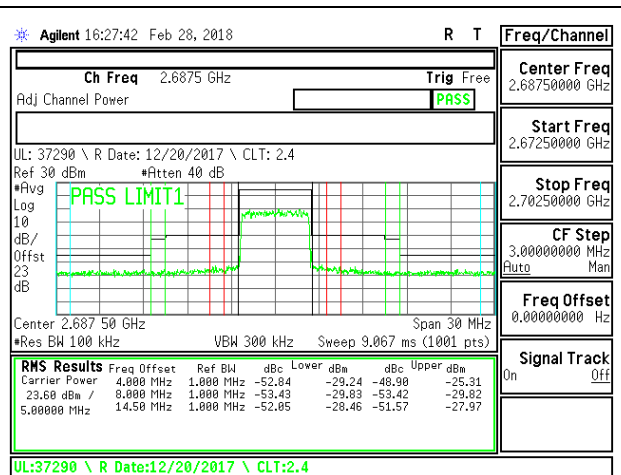 Agilent 16:27:42 Feb 28, 2018 R T
Ch Freq 2.6875 GHz Trig Free
Adj Channel Power PASS
UL: 37290 \ R Date: 12/20/2017 \ CLT: 2.4
Ref 30 dBm #Atten 40 dB
#Avg
Log
10
dB/
Offst
23
dB
PASS LIMIT1
Center 2.687 50 GHz Span 30 MHz
#Res BW 100 kHz VBW 300 kHz Sweep 9.067 ms (1001 pts)
RMS Results Freq Offset Ref BW dBc Lower dBm dBc Upper dBm
Carrier Power 4.000 MHz 1.000 MHz -52.84 -29.24 -48.90 -25.31
23.60 dBm / 8.000 MHz 1.000 MHz -53.43 -29.83 -53.42 -29.82
5.00000 MHz 14.50 MHz 1.000 MHz -52.05 -28.46 -51.57 -27.97
UL:37290 \ R Date:12/20/2017 \ CLT:2.4
Freq/Channel
Center Freq
2.68750000 GHz
Start Freq
2.67250000 GHz
Stop Freq
2.70250000 GHz
CF Step
3.00000000 MHz
Auto Man
Freq Offset
0.00000000 Hz
Signal Track
On Off